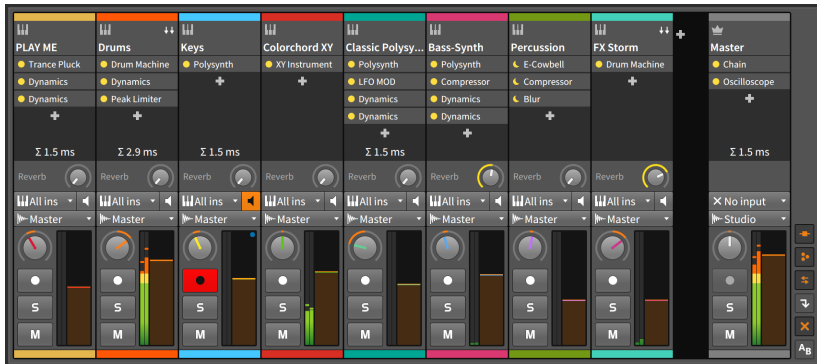 PLAY ME Drums Keys Colorchord XY Classic Polysy... Bass-Synth Percussion FX Storm Master
Trance Pluck Drum Machine Polysynth XY Instrument Polysynth Polysynth E-Cowbell Drum Machine Chain
Dynamics Dynamics LFO MOD Compressor Compressor Oscilloscope
Dynamics Peak Limiter Dynamics Dynamics Blur
Dynamics Dynamics
Σ 1.5 ms Σ 2.9 ms Σ 1.5 ms Σ 1.5 ms Σ 1.5 ms
Reverb Reverb Reverb Reverb Reverb Reverb Reverb Reverb
All ins All ins All ins All ins All ins All ins All ins All ins No input
Master Master Master Master Master Master Master Master Studio
S S S S S S S S S
M M M M M M M M M
AB